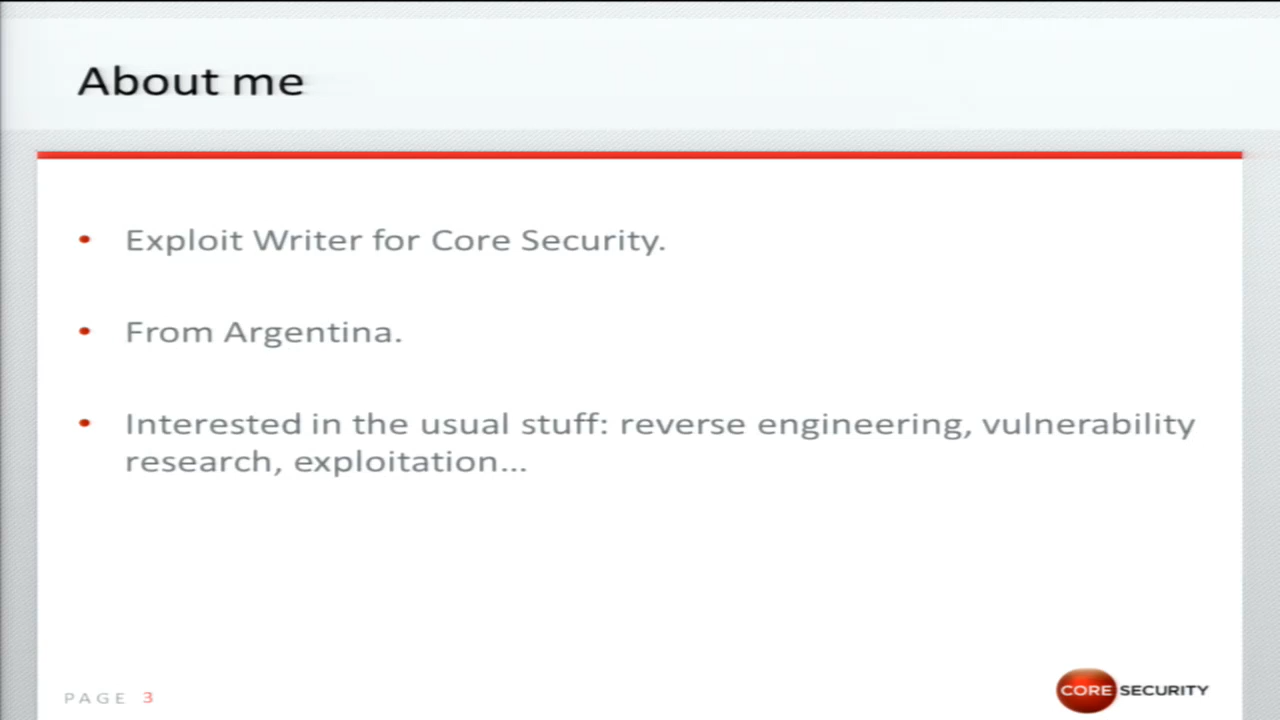 About me
• Exploit Writer for Core Security.
• From Argentina.
• Interested in the usual stuff: reverse engineering, vulnerability
research, exploitation...
PAGE 3
CORE SECURITY